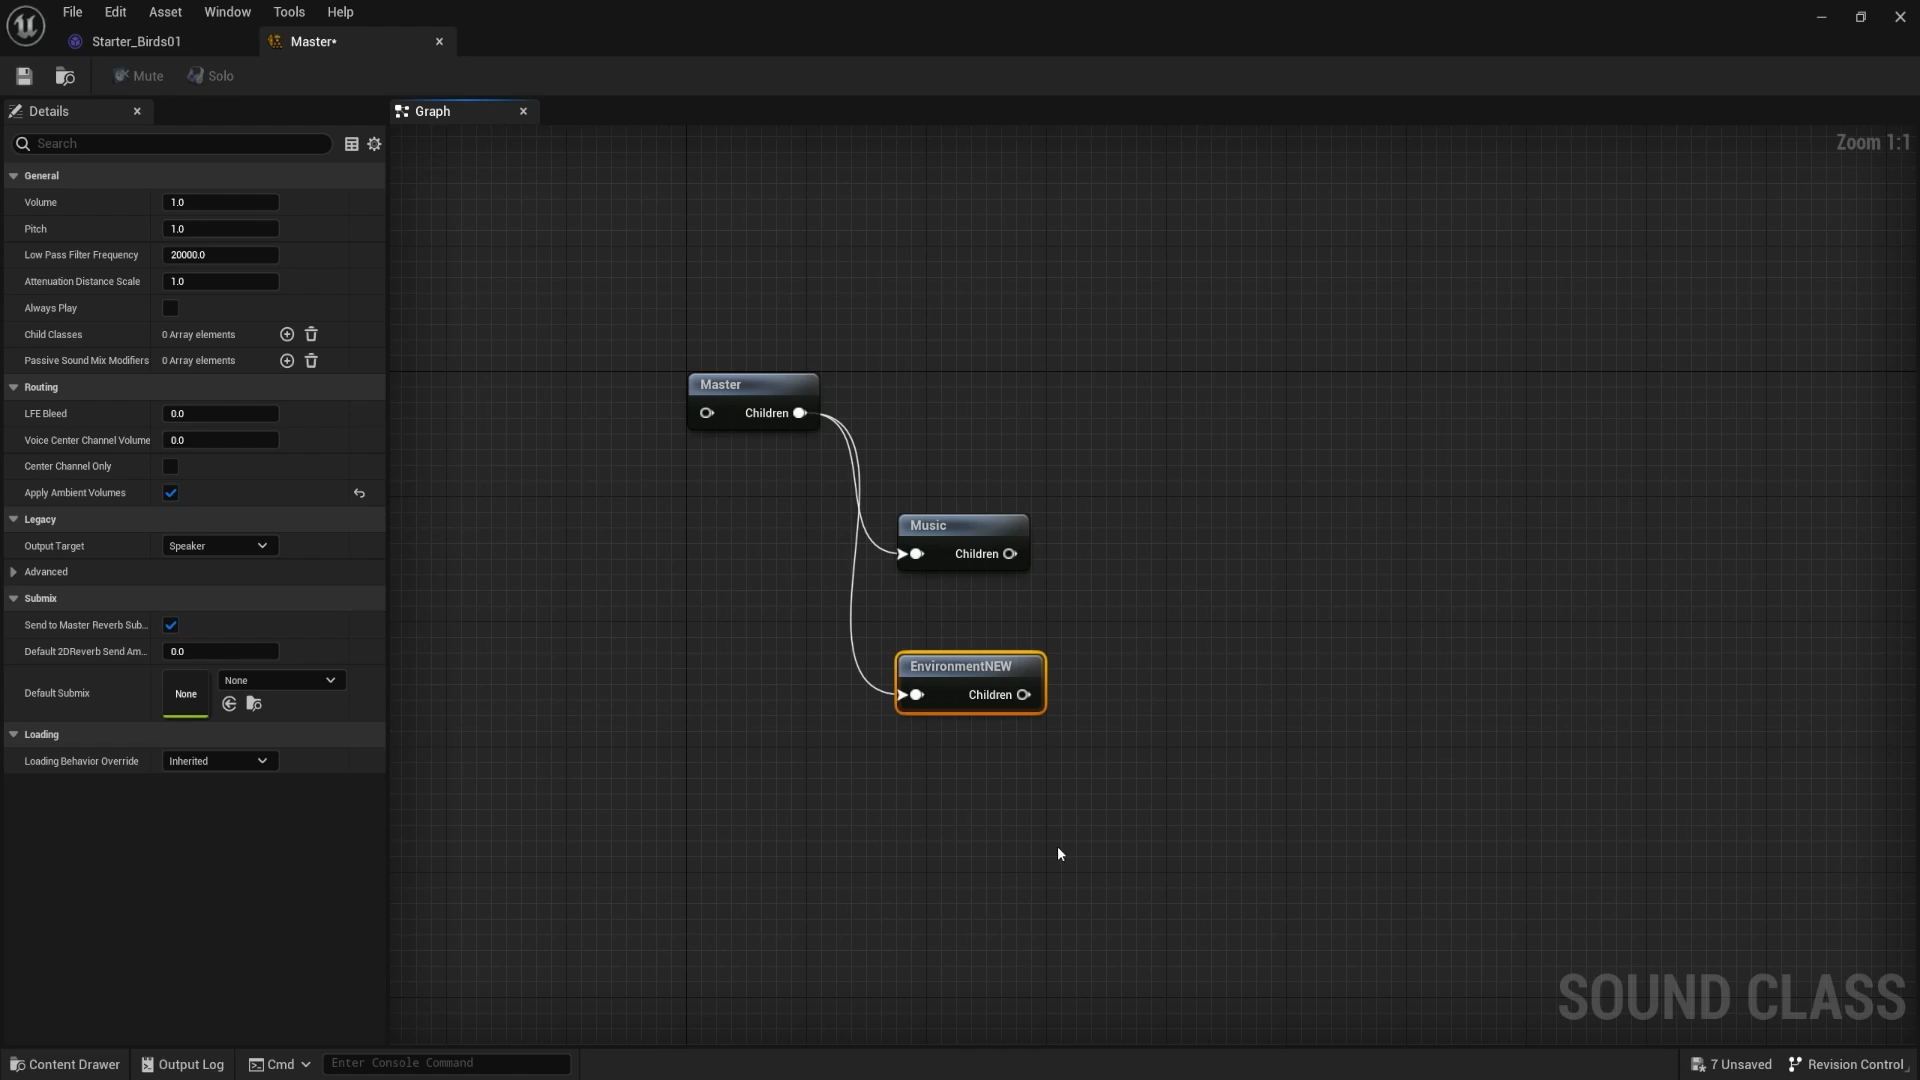 File Edit Asset Window Tools Help
Starter_Birds01
Master*
Mute Solo
Details
Graph
Search
Zoom 1:1
General
Volume 1.0
Pitch 1.0
Low Pass Filter Frequency 20000.0
Attenuation Distance Scale 1.0
Always Play
Child Classes 0 Array elements
Passive Sound Mix Modifiers 0 Array elements
Routing
LFE Bleed 0.0
Voice Center Channel Volume 0.0
Center Channel Only
Apply Ambient Volumes
Legacy
Output Target Speaker
Advanced
Submix
Send to Master Reverb Sub...
Default 2DReverb Send Am... 0.0
Default Submix None None
Loading
Loading Behavior Override Inherited
Master
Children
Music
Children
EnvironmentNEW
Children
SOUND CLASS
Content Drawer Output Log Cmd Enter Console Command 7 Unsaved Revision Control